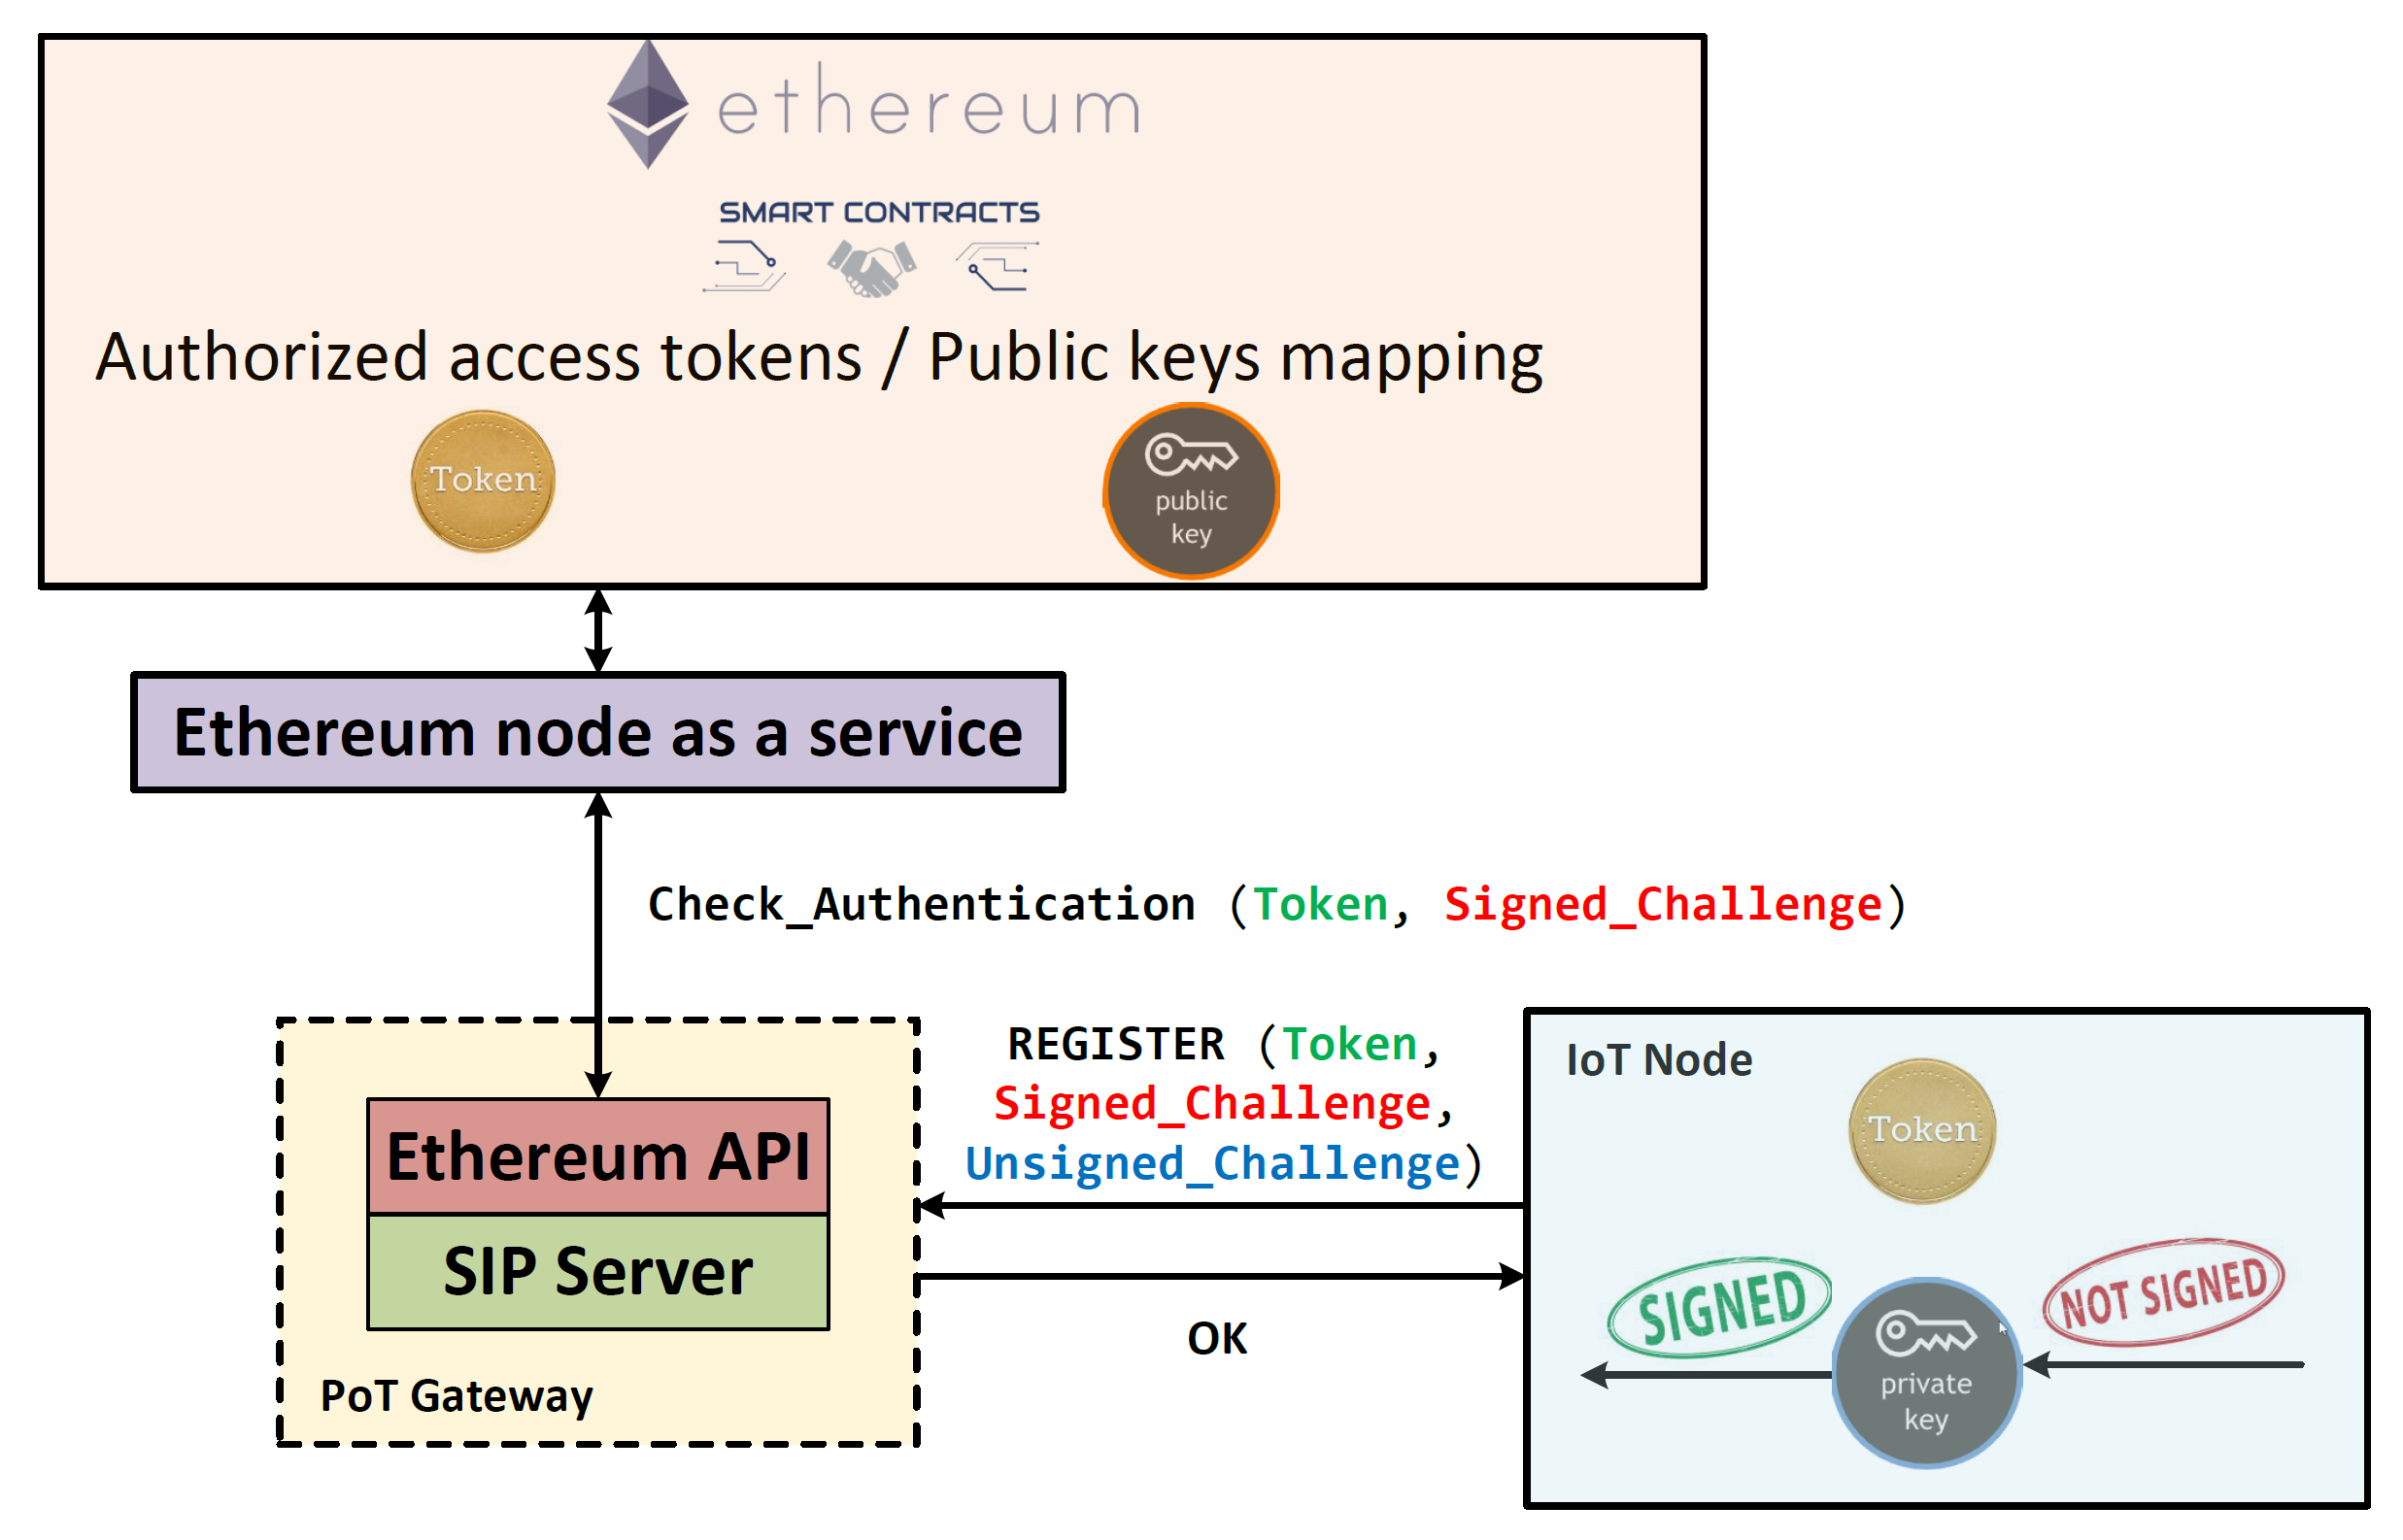 ethereum
SMART CONTRACTS
Authorized access tokens / Public keys mapping
Token
public
key
Ethereum node as a service
Check_Authentication (Token, Signed_Challenge)
REGISTER (Token,
Signed_Challenge,
Unsigned_Challenge)
OK
Ethereum API
SIP Server
PoT Gateway
IoT Node
Token
SIGNED
NOT SIGNED
private
key